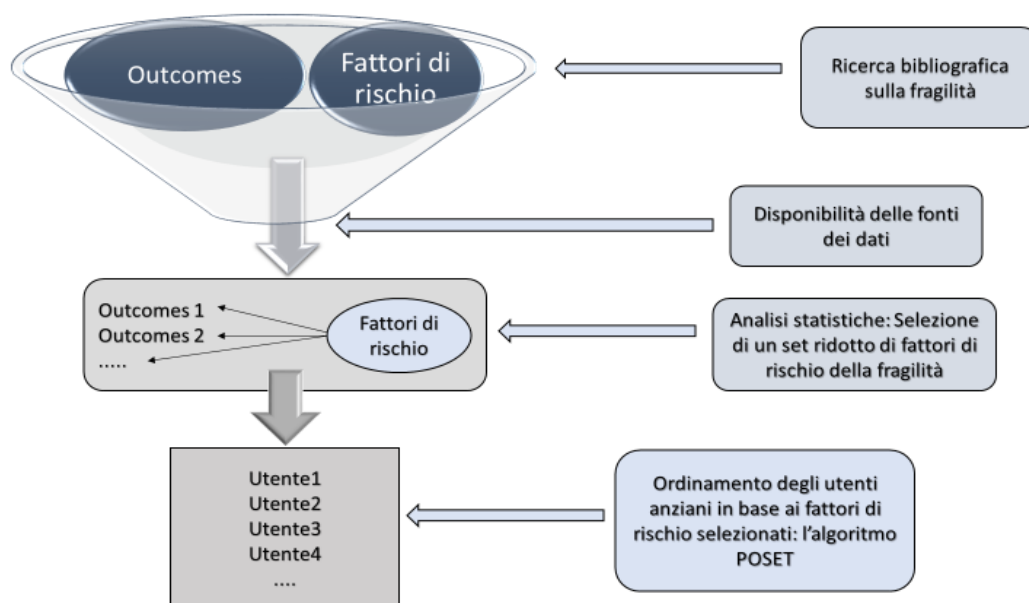 Outcomes
Fattori di
rischio
Ricerca bibliografica
sulla fragilità
Disponibilità delle fonti
dei dati
Outcomes 1
Outcomes 2
.....
Fattori di
rischio
Analisi statistiche: Selezione
di un set ridotto di fattori di
rischio della fragilità
Utente1
Utente2
Utente3
Utente4
....
Ordinamento degli utenti
anziani in base ai fattori di
rischio selezionati: l'algoritmo
POSET